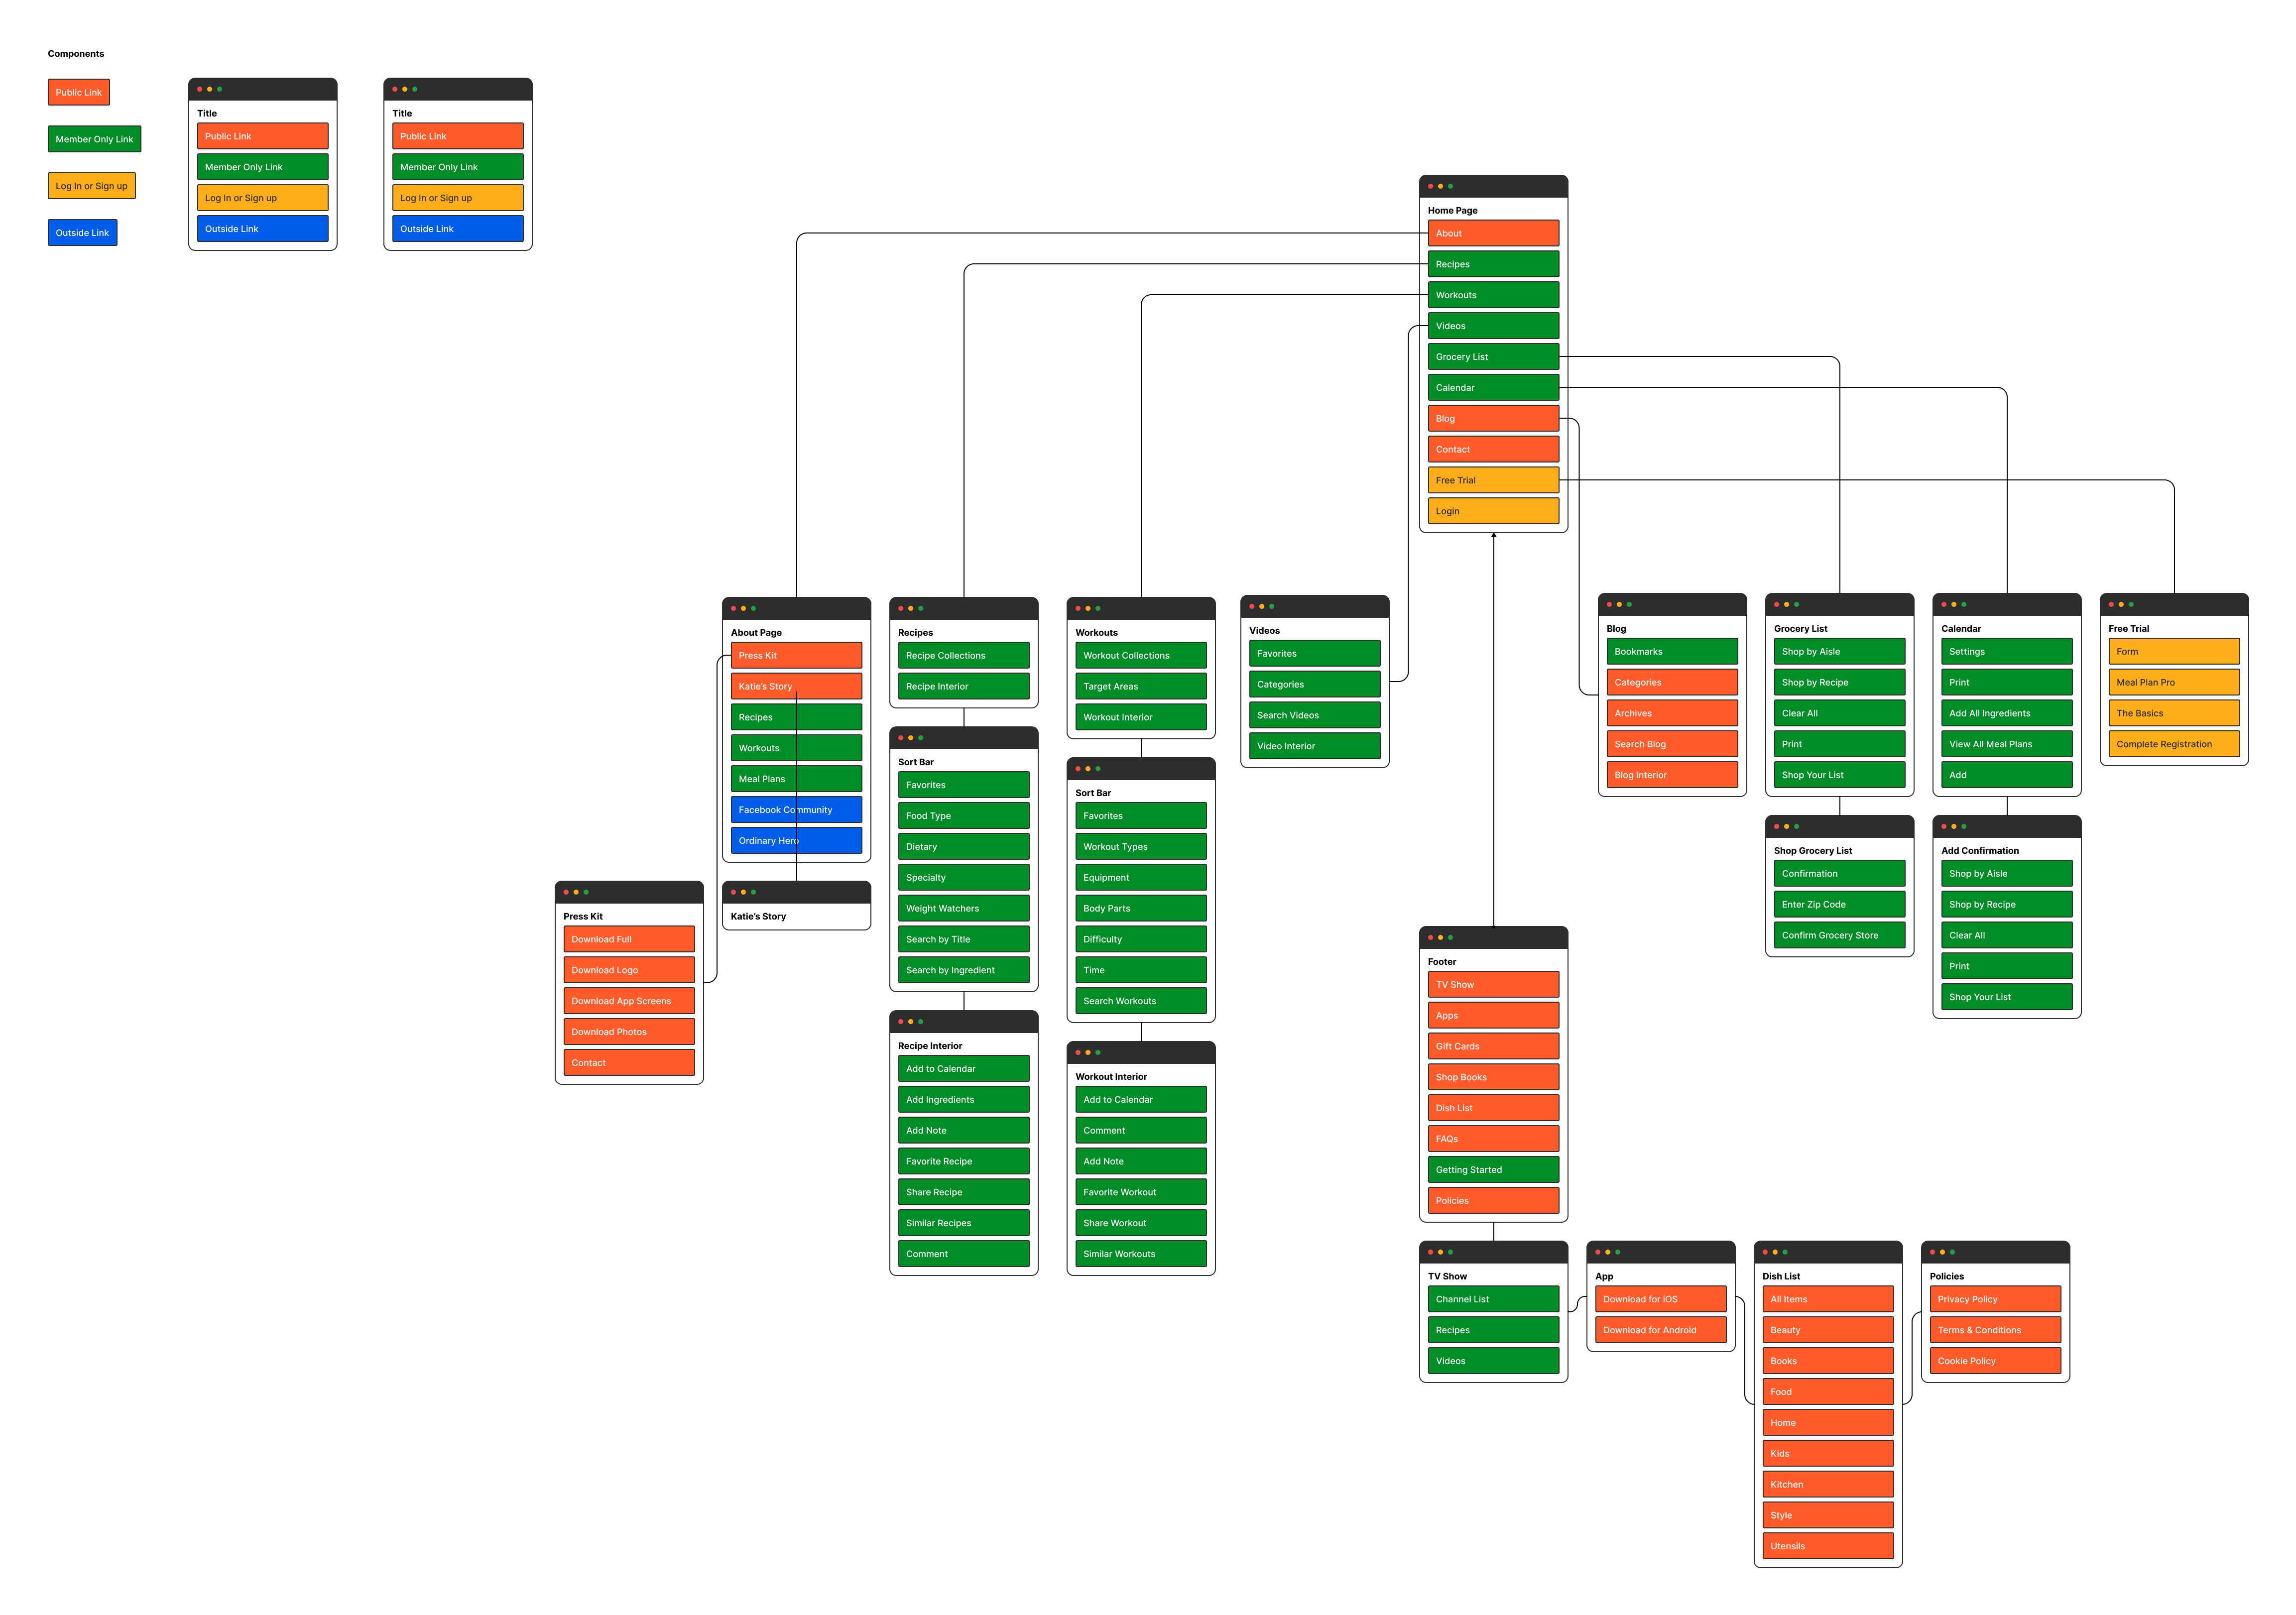 Components
Public Link
Member Only Link
Log In or Sign up
Outside Link
Title
Public Link
Member Only Link
Log In or Sign up
Outside Link
Title
Public Link
Member Only Link
Log In or Sign up
Outside Link
Home Page
About
Recipes
Workouts
Videos
Grocery List
Calendar
Blog
Contact
Free Trial
Login
About Page
Press Kit
Katie's Story
Recipes
Workouts
Meal Plans
Facebook Community
Ordinary Hero
Press Kit
Download Full
Download Logo
Download App Screens
Download Photos
Contact
Katie's Story
Recipes
Recipe Collections
Recipe Interior
Sort Bar
Favorites
Food Type
Dietary
Specialty
Weight Watchers
Search by Title
Search by Ingredient
Recipe Interior
Add to Calendar
Add Ingredients
Add Note
Favorite Recipe
Share Recipe
Similar Recipes
Comment
Workouts
Workout Collections
Target Areas
Workout Interior
Sort Bar
Favorites
Workout Types
Equipment
Body Parts
Difficulty
Time
Search Workouts
Workout Interior
Add to Calendar
Comment
Add Note
Favorite Workout
Share Workout
Similar Workouts
Videos
Favorites
Categories
Search Videos
Video Interior
Blog
Bookmarks
Categories
Archives
Search Blog
Blog Interior
Grocery List
Shop by Aisle
Shop by Recipe
Clear All
Print
Shop Your List
Shop Grocery List
Confirmation
Enter Zip Code
Confirm Grocery Store
Calendar
Settings
Print
Add All Ingredients
View All Meal Plans
Add
Add Confirmation
Shop by Aisle
Shop by Recipe
Clear All
Print
Shop Your List
Free Trial
Form
Meal Plan Pro
The Basics
Complete Registration
Footer
TV Show
Apps
Gift Cards
Shop Books
Dish List
FAQs
Getting Started
Policies
TV Show
Channel List
Recipes
Videos
App
Download for iOS
Download for Android
Dish List
All Items
Beauty
Books
Food
Home
Kids
Kitchen
Style
Utensils
Policies
Privacy Policy
Terms & Conditions
Cookie Policy